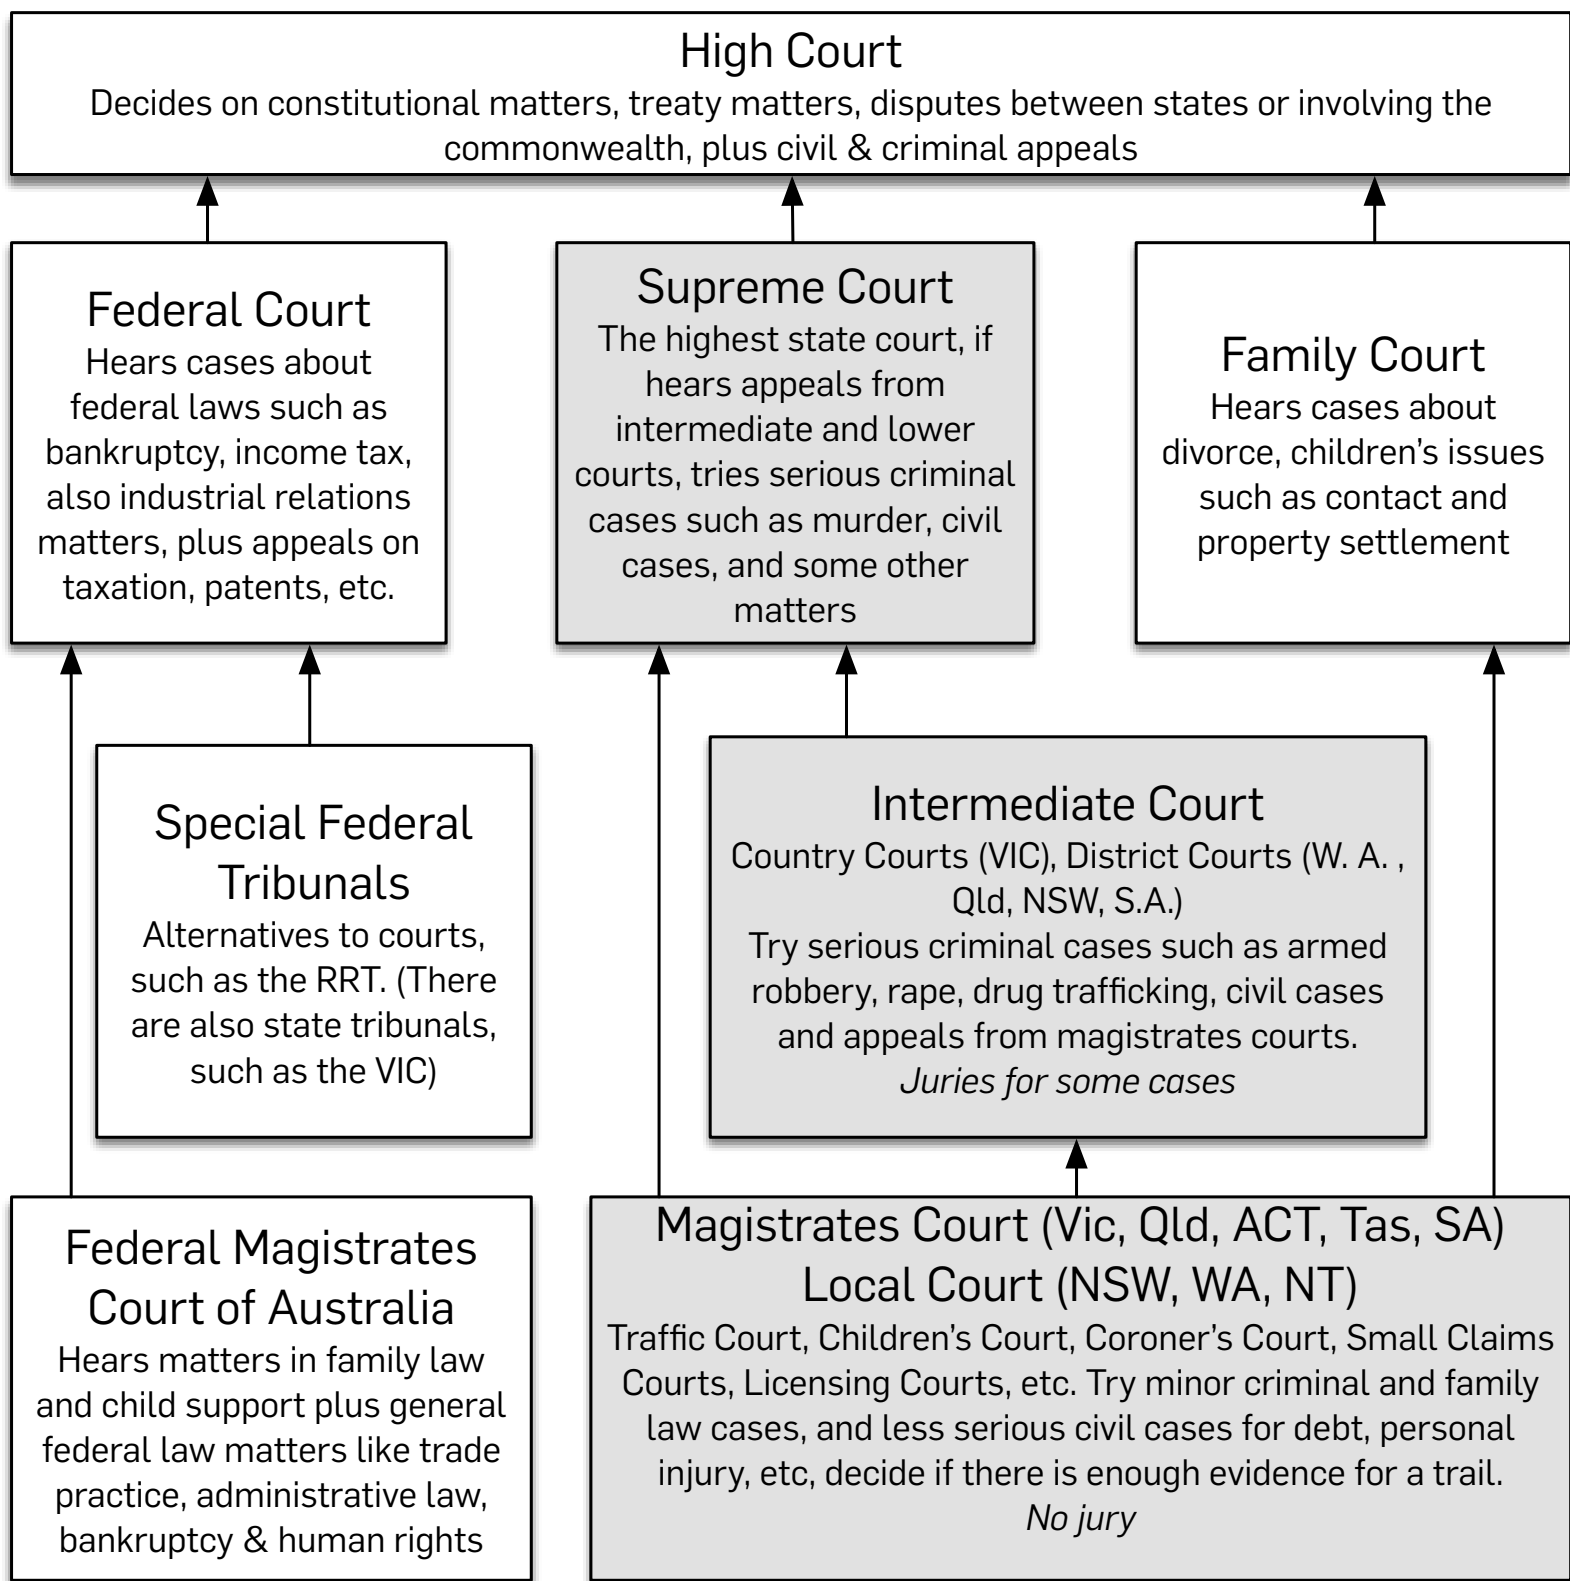 High Court
Decides on constitutional matters, treaty matters, disputes between states or involving the
commonwealth, plus civil & criminal appeals
Federal Court
Hears cases about
federal laws such as
bankruptcy, income tax,
also industrial relations
matters, plus appeals on
taxation, patents, etc.
Supreme Court
The highest state court, if
hears appeals from
intermediate and lower
courts, tries serious criminal
cases such as murder, civil
cases, and some other
matters
Family Court
Hears cases about
divorce, children’s issues
such as contact and
property settlement
Special Federal
Tribunals
Alternatives to courts,
such as the RRT. (There
are also state tribunals,
such as the VIC)
Intermediate Court
Country Courts (VIC), District Courts (W. A. ,
Qld, NSW, S.A.)
Try serious criminal cases such as armed
robbery, rape, drug trafficking, civil cases
and appeals from magistrates courts.
Juries for some cases
Federal Magistrates
Court of Australia
Hears matters in family law
and child support plus general
federal law matters like trade
practice, administrative law,
bankruptcy & human rights
Magistrates Court (Vic, Qld, ACT, Tas, SA)
Local Court (NSW, WA, NT)
Traffic Court, Children’s Court, Coroner’s Court, Small Claims
Courts, Licensing Courts, etc. Try minor criminal and family
law cases, and less serious civil cases for debt, personal
injury, etc, decide if there is enough evidence for a trail.
No jury